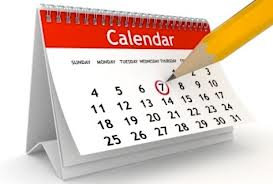 Calendar
SUNDAY MONDAY TUESDAY WEDNESDAY THURSDAY
4 5 6 7 8 9 10
11 12 13 14 15 16 17
18 19 20 21 22 23 24
25 26 27 28 29 30 31